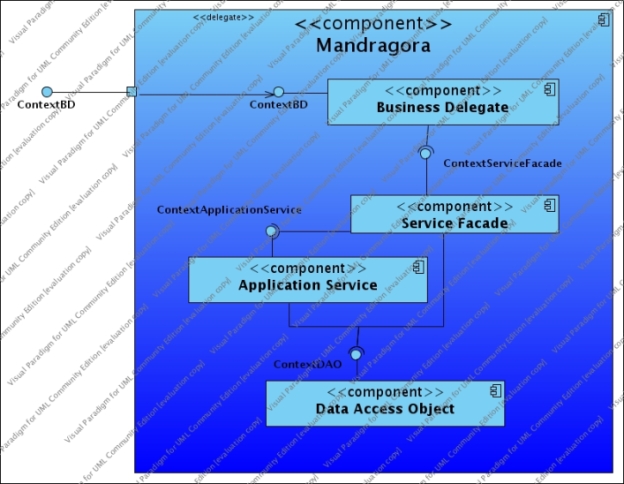 <<delegate>>
<<component>>
Mandragora
ContextBD
ContextBD
<<component>>
Business Delegate
ContextServiceFacade
<<component>>
Service Facade
ContextApplicationService
<<component>>
Application Service
ContextDAO
<<component>>
Data Access Object
Visual Paradigm for UML Community Edition [evaluation copy]